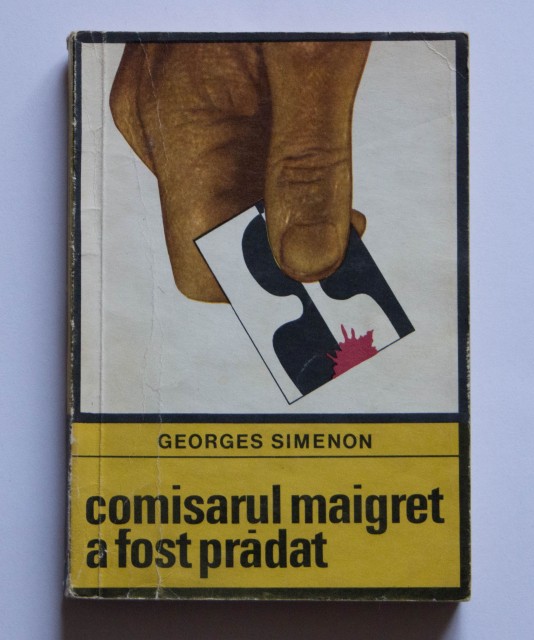 GEORGES SIMENON
comisarul maigret
a fost prădat